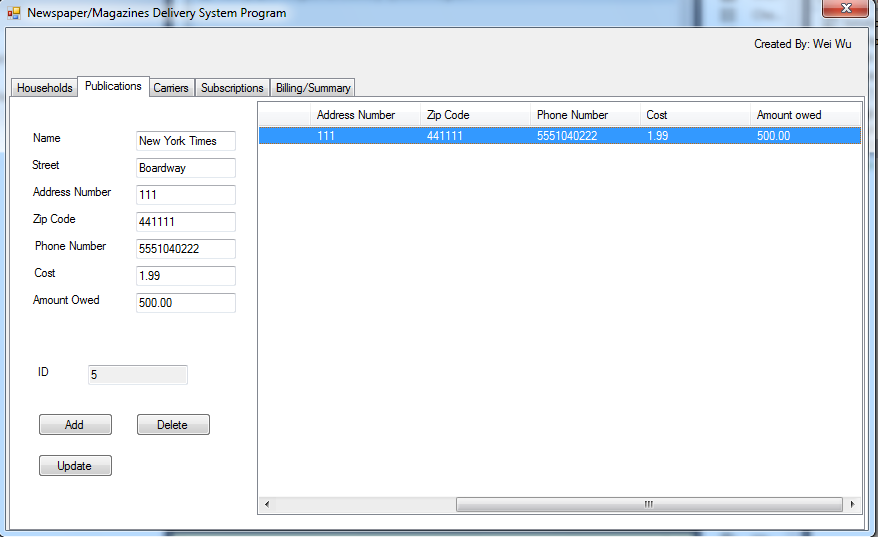 Newspaper/Magazines Delivery System Program
Created By: Wei Wu
Households Publications Carriers Subscriptions Billing/Summary
Address Number Zip Code Phone Number Cost Amount owed
111 441111 5551040222 1.99 500.00
Name New York Times
Street Boardway
Address Number 111
Zip Code 441111
Phone Number 5551040222
Cost 1.99
Amount Owed 500.00
ID 5
Add Delete
Update